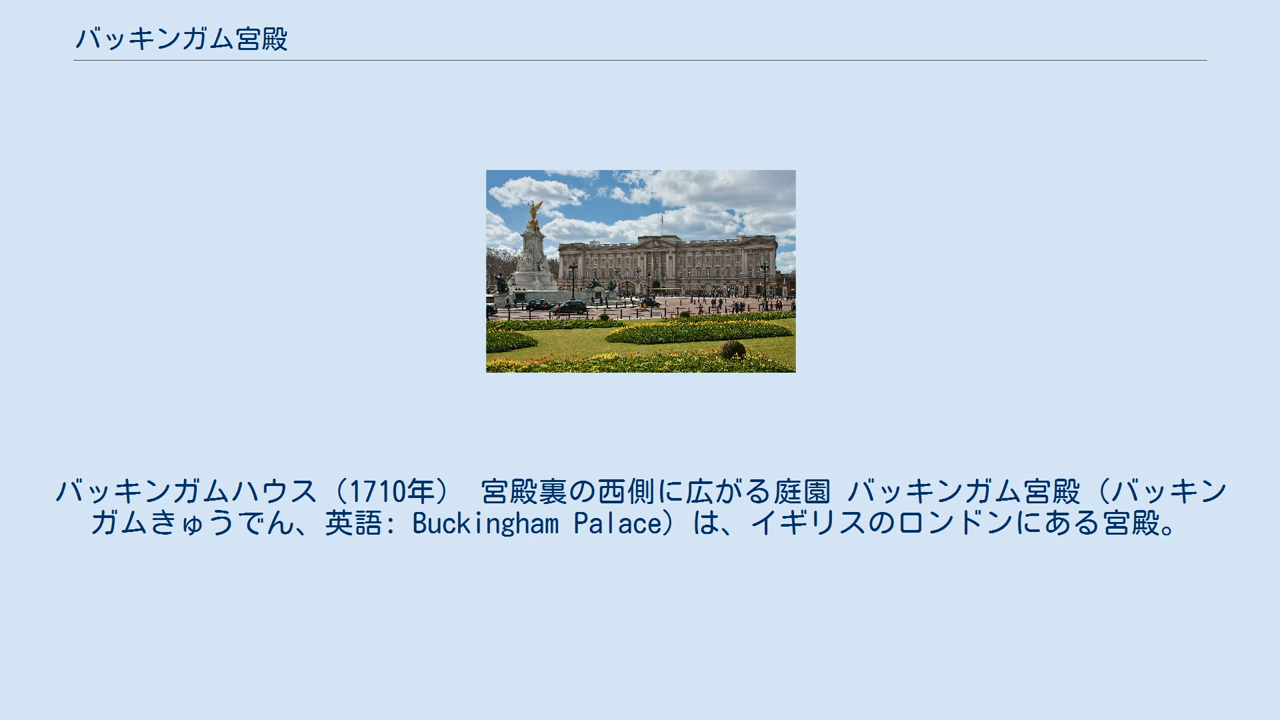 バッキンガム宮殿
バッキンガムハウス（1710年） 宮殿裏の西側に広がる庭園 バッキンガム宮殿（バッキン
ガムきゅうでん、英語: Buckingham Palace）は、イギリスのロンドンにある宮殿。